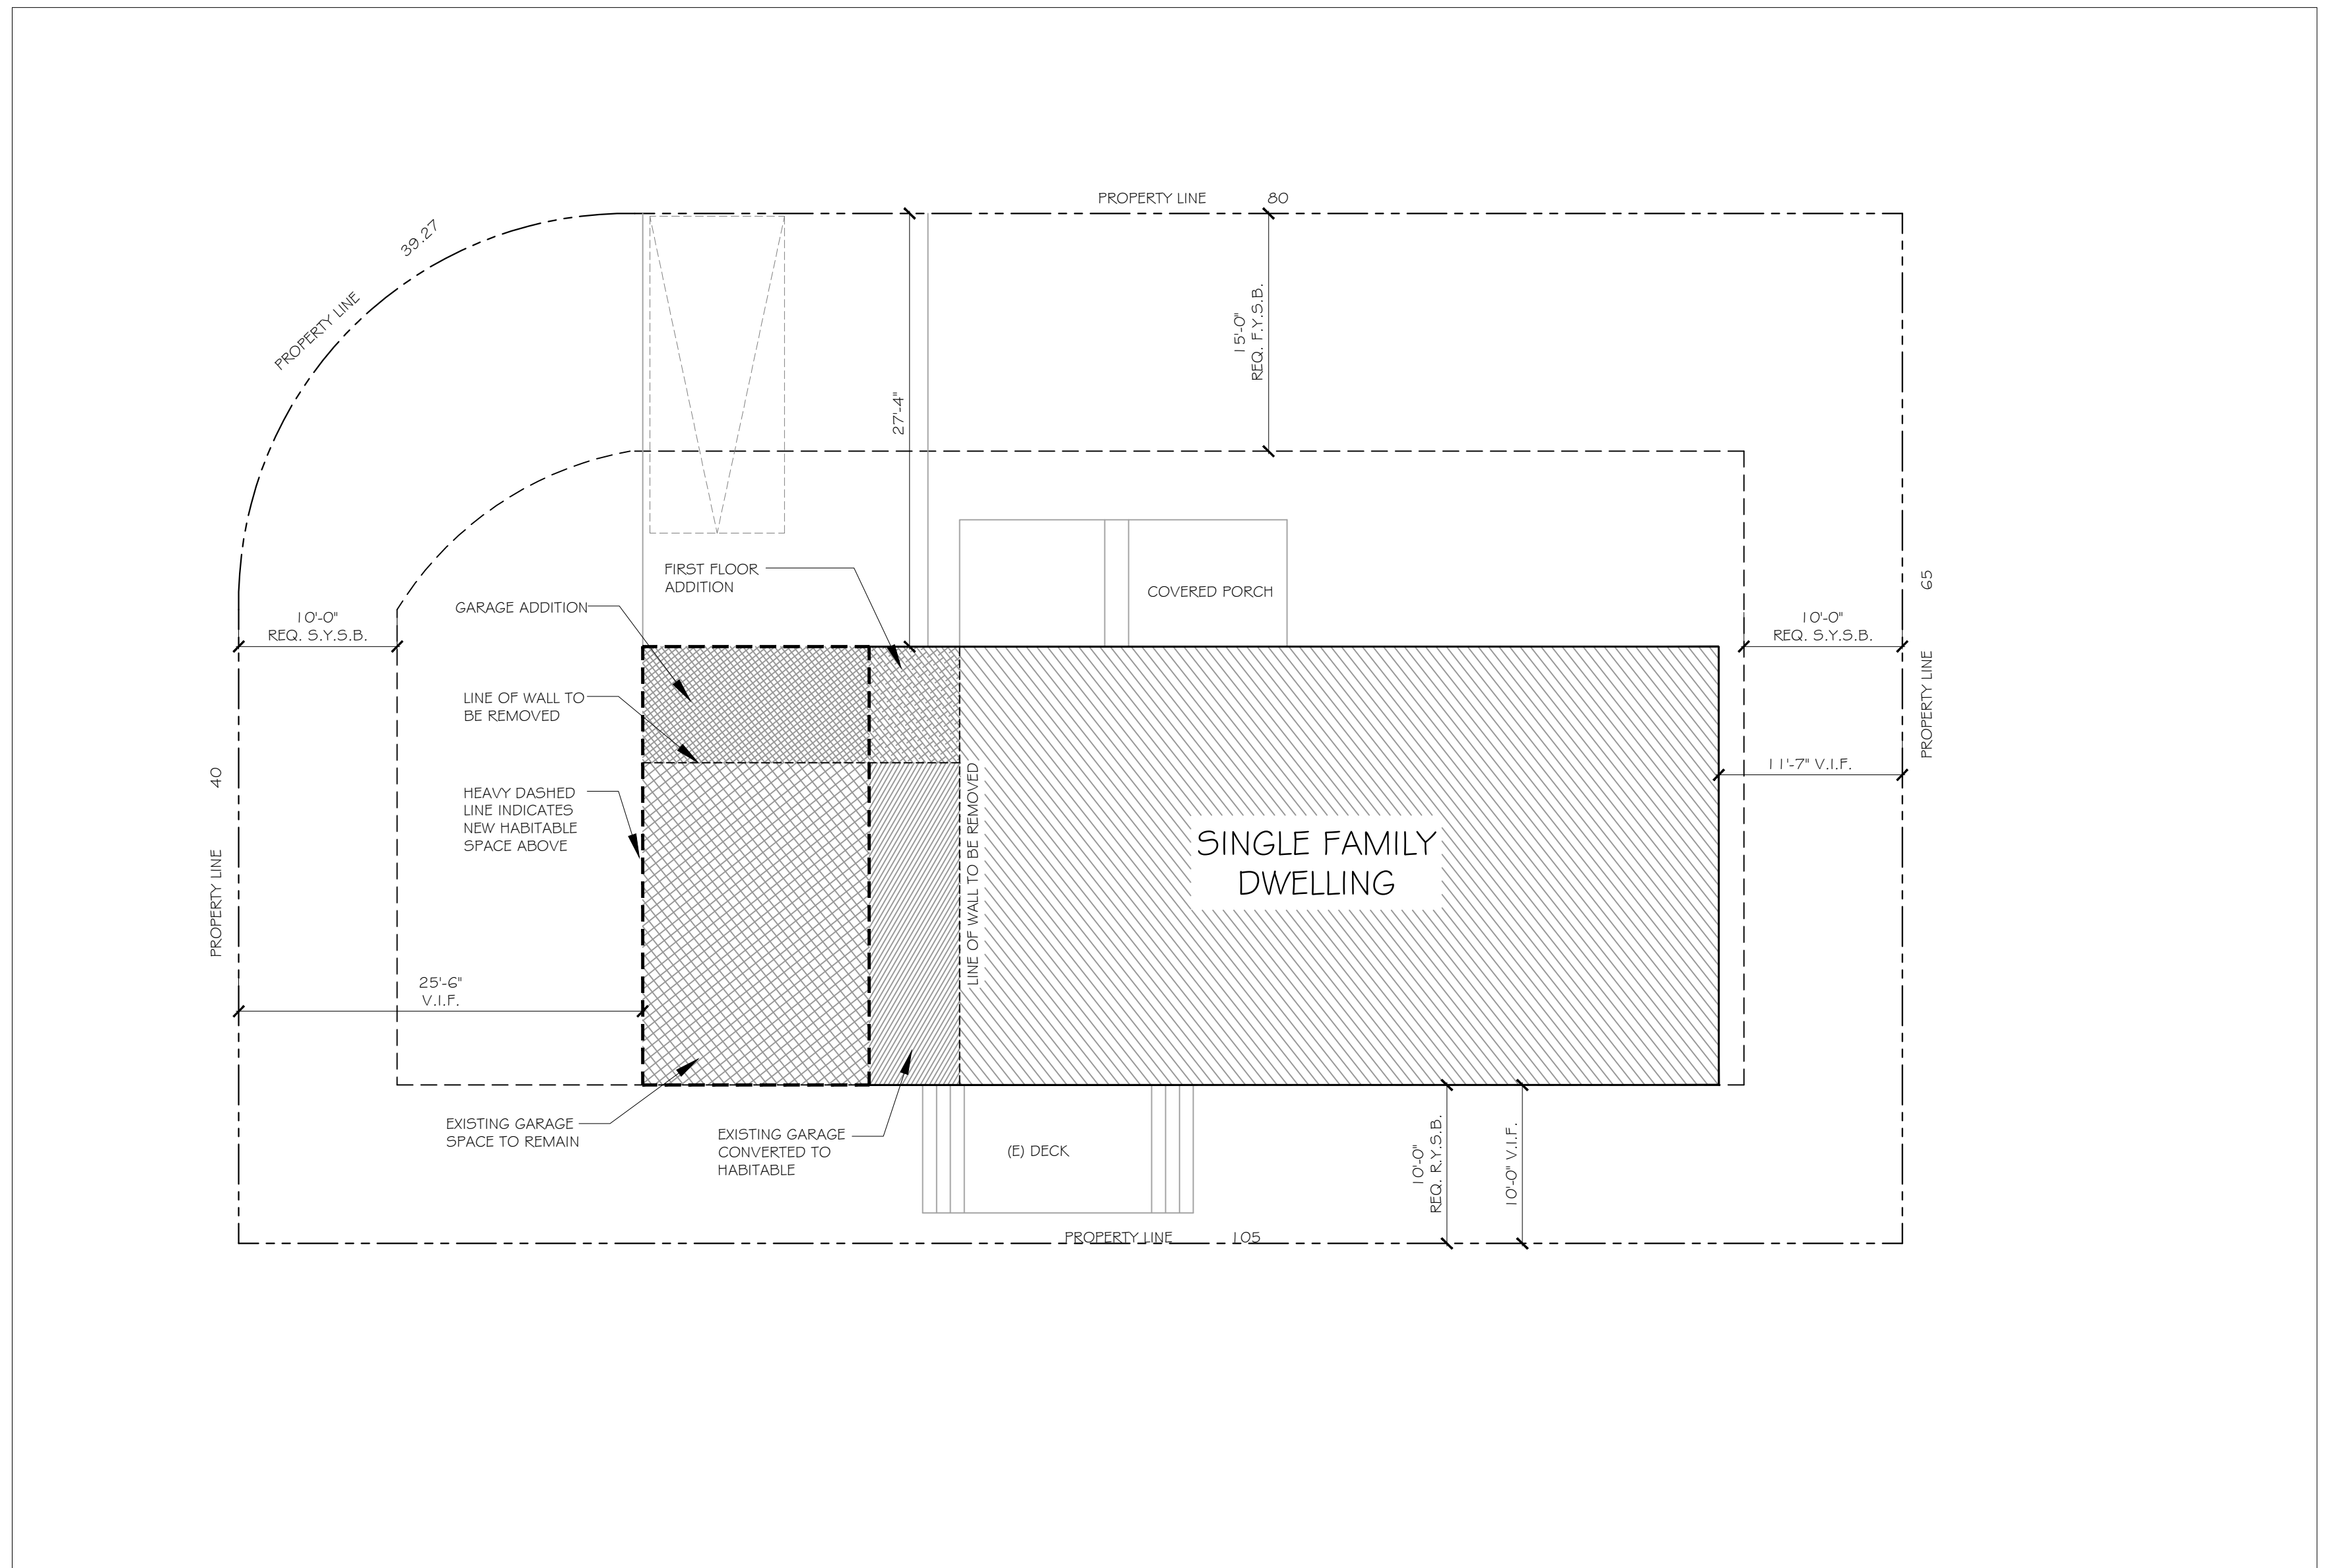 PROPERTY LINE 80
39.27
PROPERTY LINE
15'-0"
REQ. F.Y.S.B.
27'-4"
FIRST FLOOR
ADDITION
COVERED PORCH
GARAGE ADDITION
10'-0"
REQ. S.Y.S.B.
10'-0"
REQ. S.Y.S.B.
65
PROPERTY LINE
LINE OF WALL TO
BE REMOVED
11'-7" V.I.F.
40
PROPERTY LINE
HEAVY DASHED
LINE INDICATES
NEW HABITABLE
SPACE ABOVE
LINE OF WALL TO BE REMOVED
SINGLE FAMILY
DWELLING
25'-6"
V.I.F.
EXISTING GARAGE
SPACE TO REMAIN
EXISTING GARAGE
CONVERTED TO
HABITABLE
(E) DECK
10'-0"
REQ. R.Y.S.B.
10'-0" V.I.F.
PROPERTY LINE 105